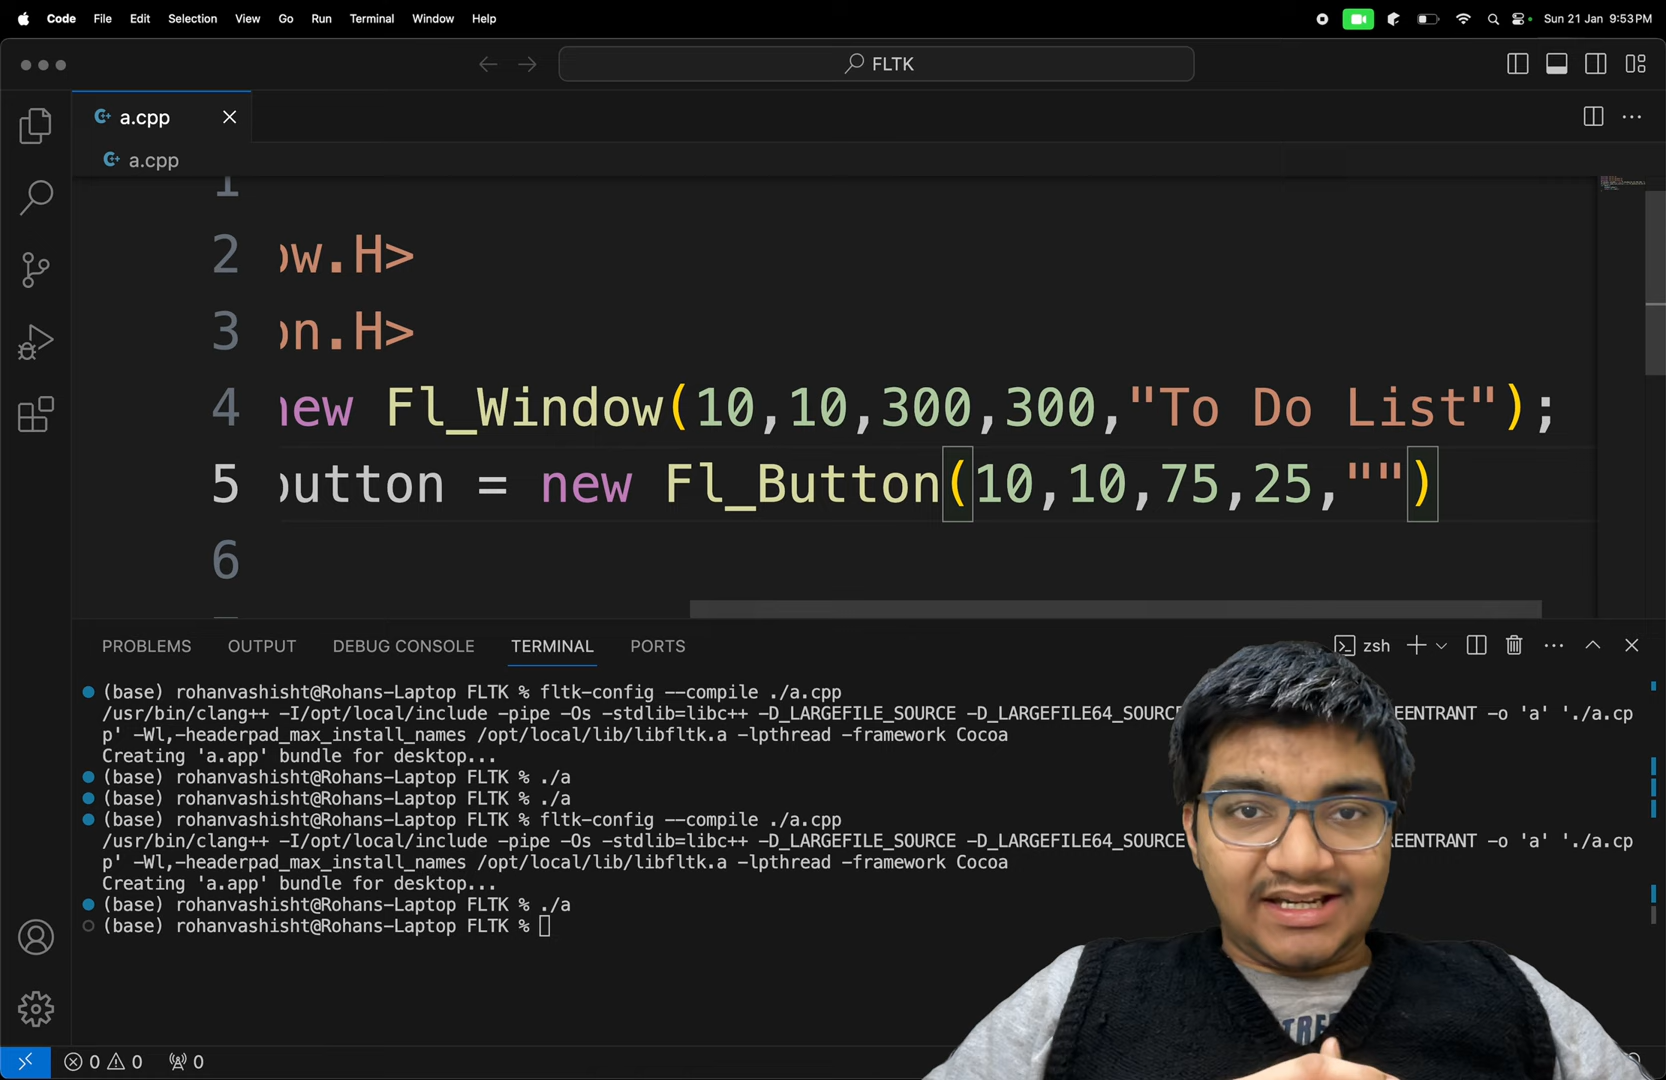 Code File Edit Selection View Go Run Terminal Window Help Sun 21 Jan 9:53 PM
FLTK
a.cpp
a.cpp
1
2 ow.H>
3 on.H>
4 new Fl_Window(10,10,300,300,"To Do List");
5 button = new Fl_Button(10,10,75,25,"")
6
PROBLEMS OUTPUT DEBUG CONSOLE TERMINAL PORTS zsh
(base) rohanvashisht@Rohans-Laptop FLTK % fltk-config --compile ./a.cpp
/usr/bin/clang++ -I/opt/local/include -pipe -Os -stdlib=libc++ -D_LARGEFILE_SOURCE -D_LARGEFILE64_SOURCE EENTRANT -o 'a' './a.cp
p' -Wl,-headerpad_max_install_names /opt/local/lib/libfltk.a -lpthread -framework Cocoa
Creating 'a.app' bundle for desktop...
(base) rohanvashisht@Rohans-Laptop FLTK % ./a
(base) rohanvashisht@Rohans-Laptop FLTK % ./a
(base) rohanvashisht@Rohans-Laptop FLTK % fltk-config --compile ./a.cpp
/usr/bin/clang++ -I/opt/local/include -pipe -Os -stdlib=libc++ -D_LARGEFILE_SOURCE -D_LARGEFILE64_SOURCE EENTRANT -o 'a' './a.cp
p' -Wl,-headerpad_max_install_names /opt/local/lib/libfltk.a -lpthread -framework Cocoa
Creating 'a.app' bundle for desktop...
(base) rohanvashisht@Rohans-Laptop FLTK % ./a
(base) rohanvashisht@Rohans-Laptop FLTK %
0 0 0